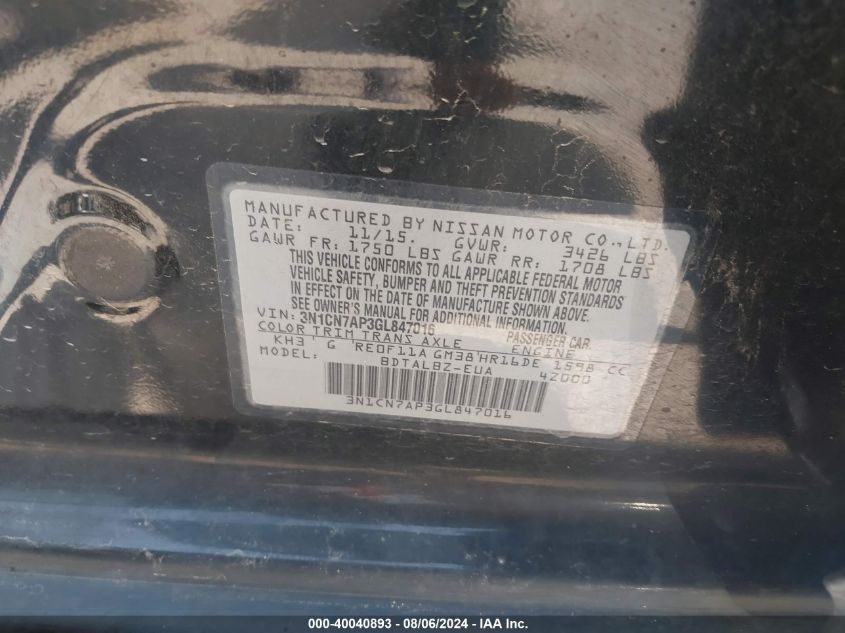 MANUFACTURED BY NISSAN MOTOR CO.,LTD.
DATE: 11/15. GVWR: 3426 LBS
GAWR FR: 1750 LBS GAWR RR: 1708 LBS
THIS VEHICLE CONFORMS TO ALL APPLICABLE FEDERAL MOTOR
VEHICLE SAFETY, BUMPER AND THEFT PREVENTION STANDARDS
IN EFFECT ON THE DATE OF MANUFACTURE SHOWN ABOVE.
SEE OWNER'S MANUAL FOR MORE INFORMATION.
VIN: 3N1CN7AP3GL847016 PASSENGER CAR
COLOR TRIM TRANS AXLE ENGINE
KH3 G RE0F11A GM38 HR16DE 1598 CC
MODEL: BDTALBZ-EUA 42000
3N1CN7AP3GL847016
000-40040893 - 08/06/2024 - IAA Inc.